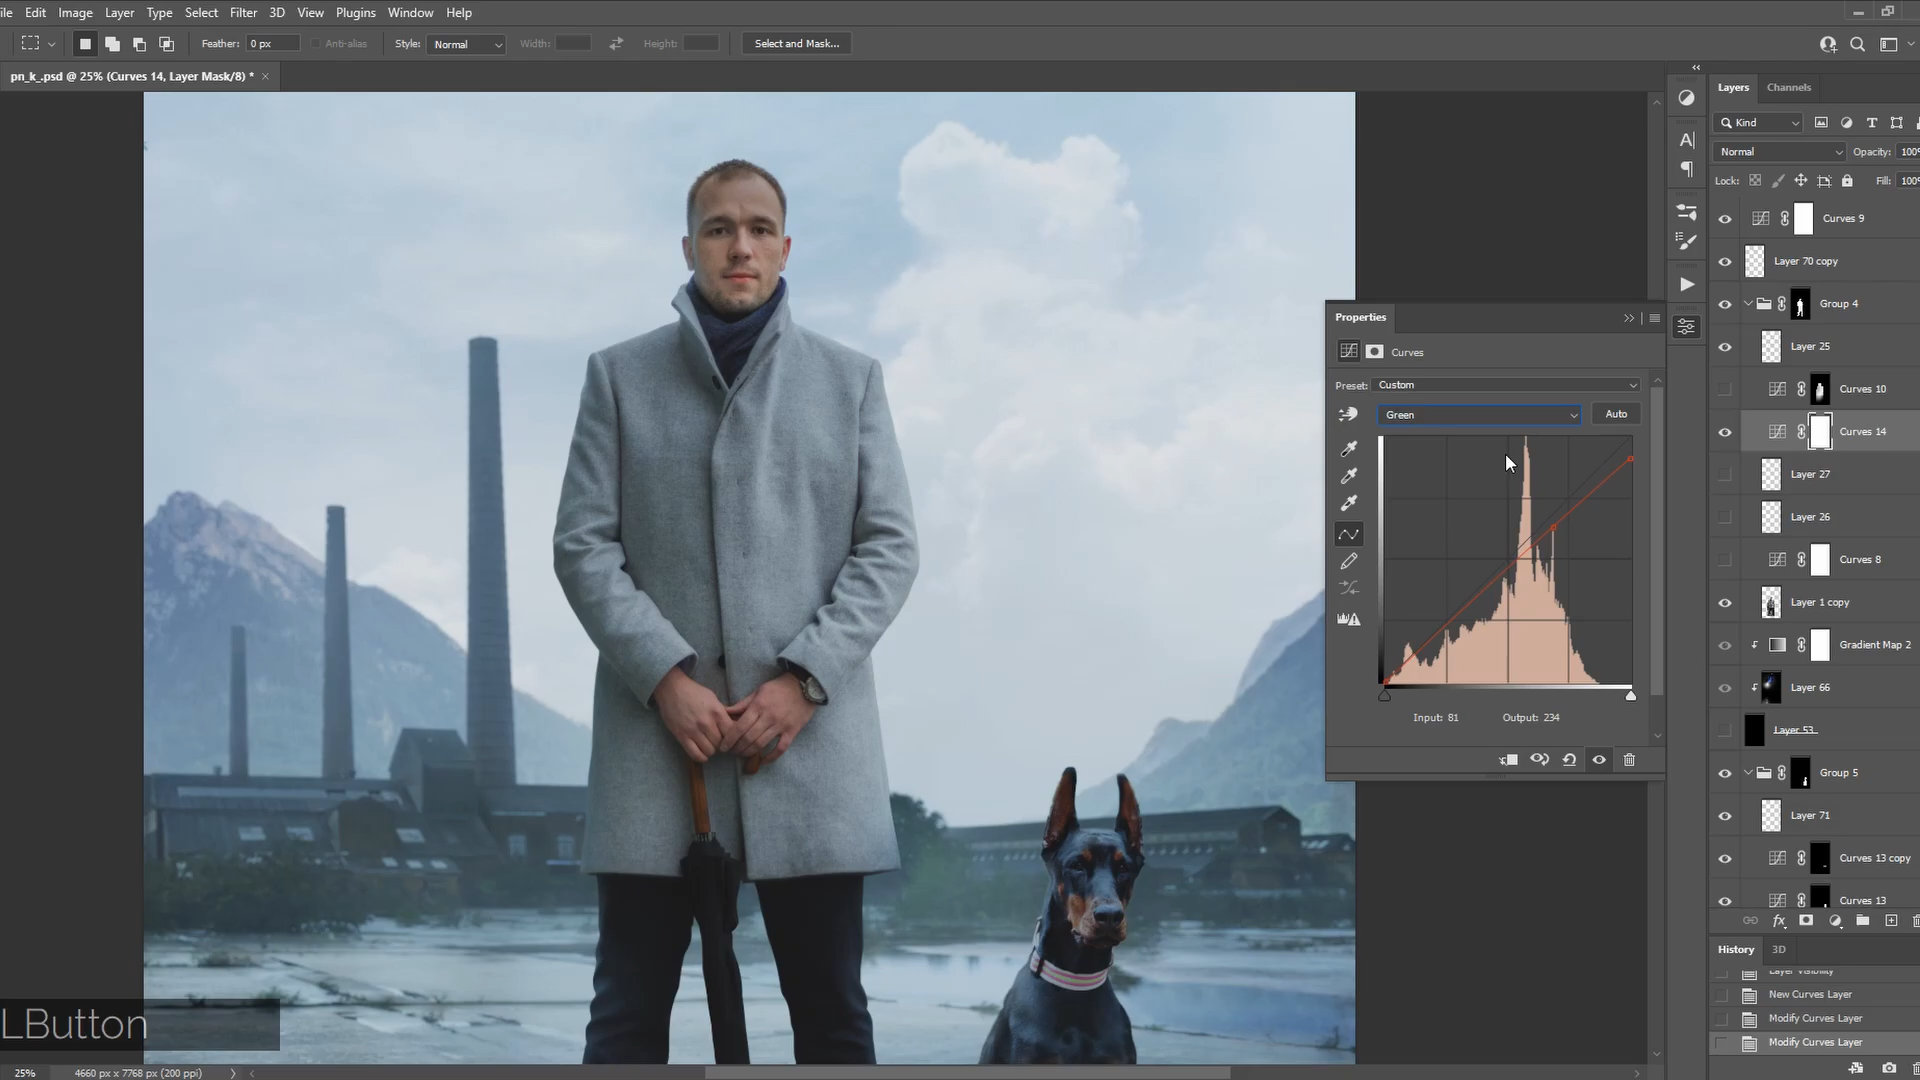 ile Edit Image Layer Type Select Filter 3D View Plugins Window Help
Feather: 0 px Anti-alias Style: Normal Width: Height: Select and Mask...
pn_k_.psd @ 25% (Curves 14, Layer Mask/8) * ×
Layers Channels
Kind
Normal Opacity: 100%
Lock: Fill: 100%
Curves 9
Layer 70 copy
Group 4
Layer 25
Curves 10
Curves 14
Layer 27
Layer 26
Curves 8
Layer 1 copy
Gradient Map 2
Layer 66
Layer 53
Group 5
Layer 71
Curves 13 copy
Curves 13
Properties
Curves
Preset: Custom
Green Auto
Input: 81 Output: 234
History 3D
Layer Visibility
New Curves Layer
Modify Curves Layer
Modify Curves Layer
LButton
25% 4660 px x 7768 px (200 ppi)